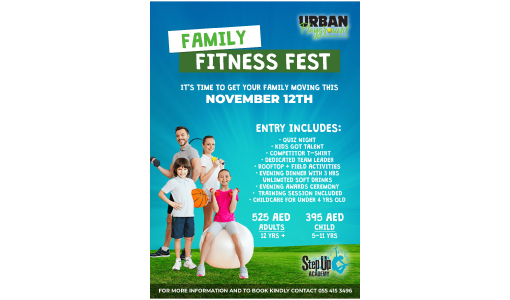 URBAN
FAMILY
FITNESS FEST
IT'S TIME TO GET YOUR FAMILY MOVING THIS
NOVEMBER 12TH
ENTRY INCLUDES:
• QUIZ NIGHT
• KIDS GOT TALENT
• COMPETITOR T-SHIRT
• DEDICATED TEAM LEADER
• ROOFTOP + FIELD ACTIVITIES
• EVENING DINNER WITH 3 HRS
UNLIMITED SOFT DRINKS
• EVENING AWARDS CEREMONY
• TRAINING SESSION INCLUDED
• CHILDCARE FOR UNDER 4 YRS OLD
525 AED 395 AED
ADULTS CHILD
12 YRS + 5-11 YRS
Step Up
ACADEMY
FOR MORE INFORMATION AND TO BOOK KINDLY CONTACT 055 415 3496